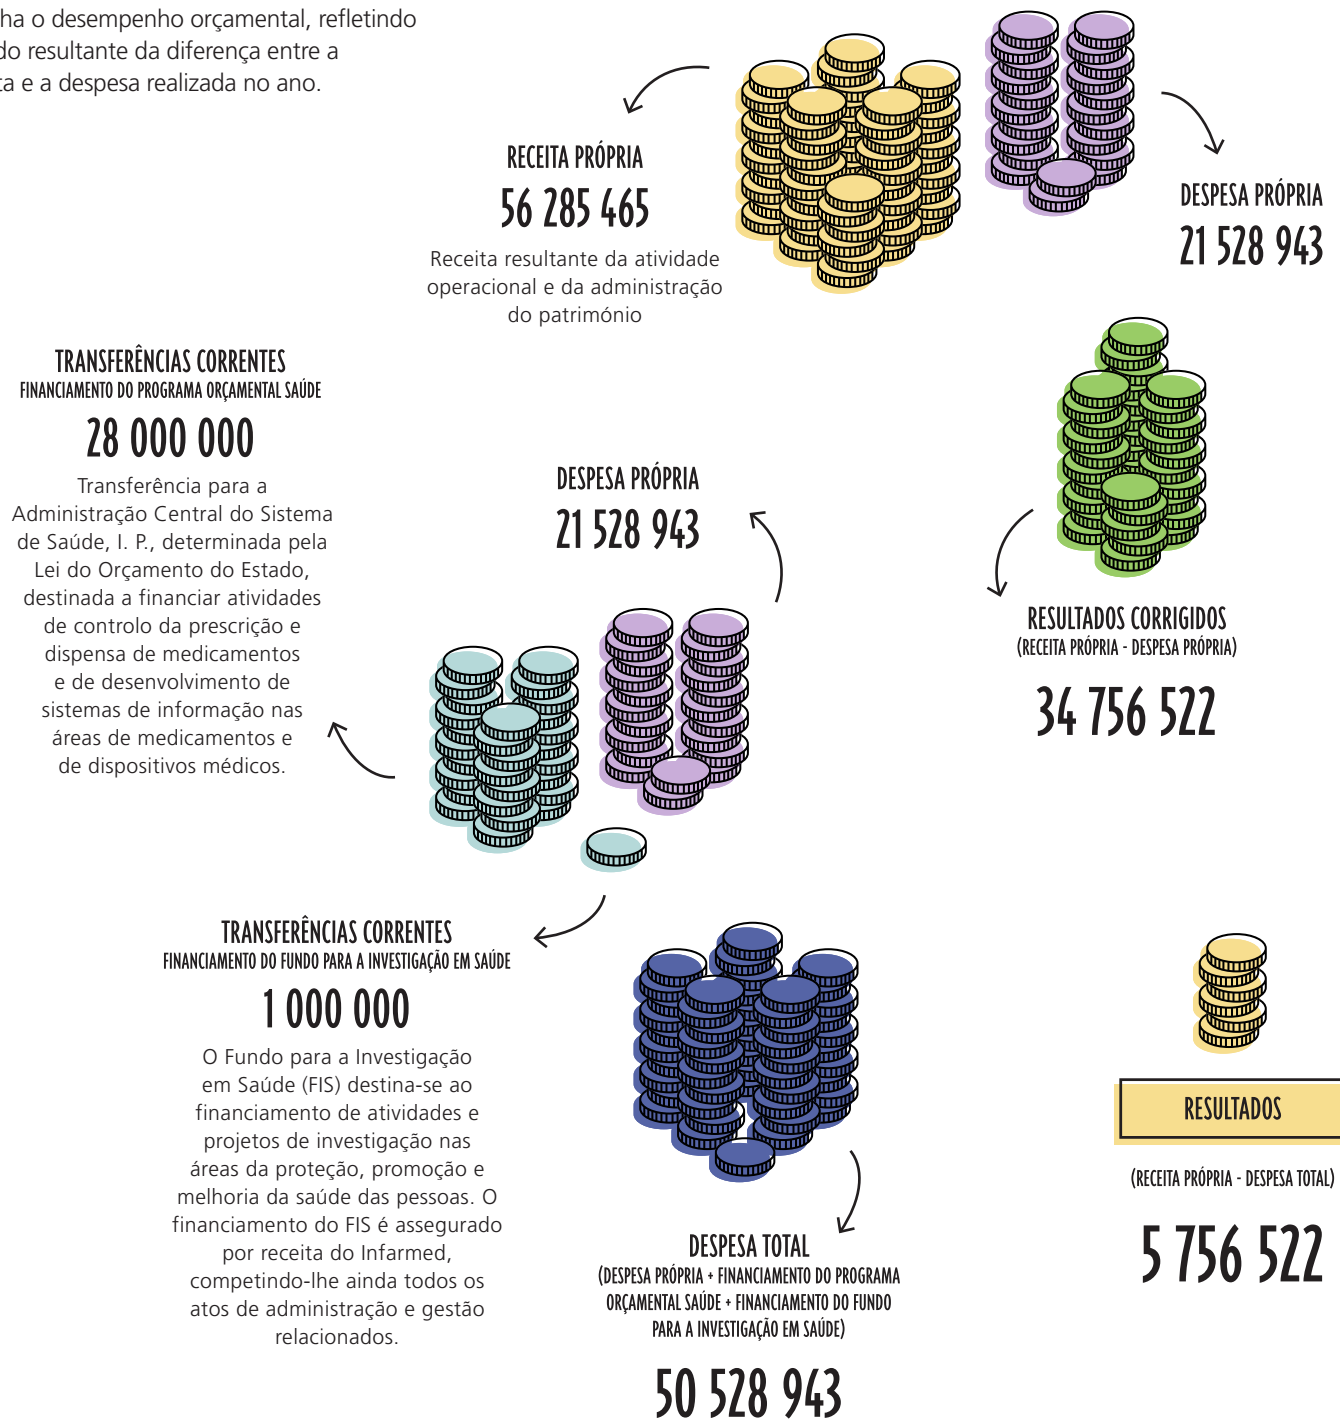 ha o desempenho orçamental, refletindo
do resultante da diferença entre a
ta e a despesa realizada no ano.
RECEITA PRÓPRIA
56 285 465
Receita resultante da atividade
operacional e da administração
do património
DESPESA PRÓPRIA
21 528 943
TRANSFERÊNCIAS CORRENTES
FINANCIAMENTO DO PROGRAMA ORÇAMENTAL SAÚDE
28 000 000
Transferência para a
Administração Central do Sistema
de Saúde, I. P., determinada pela
Lei do Orçamento do Estado,
destinada a financiar atividades
de controlo da prescrição e
dispensa de medicamentos
e de desenvolvimento de
sistemas de informação nas
áreas de medicamentos e
de dispositivos médicos.
DESPESA PRÓPRIA
21 528 943
RESULTADOS CORRIGIDOS
(RECEITA PRÓPRIA - DESPESA PRÓPRIA)
34 756 522
TRANSFERÊNCIAS CORRENTES
FINANCIAMENTO DO FUNDO PARA A INVESTIGAÇÃO EM SAÚDE
1 000 000
O Fundo para a Investigação
em Saúde (FIS) destina-se ao
financiamento de atividades e
projetos de investigação nas
áreas da proteção, promoção e
melhoria da saúde das pessoas. O
financiamento do FIS é assegurado
por receita do Infarmed,
competindo-lhe ainda todos os
atos de administração e gestão
relacionados.
DESPESA TOTAL
(DESPESA PRÓPRIA + FINANCIAMENTO DO PROGRAMA
ORÇAMENTAL SAÚDE + FINANCIAMENTO DO FUNDO
PARA A INVESTIGAÇÃO EM SAÚDE)
50 528 943
RESULTADOS
(RECEITA PRÓPRIA - DESPESA TOTAL)
5 756 522